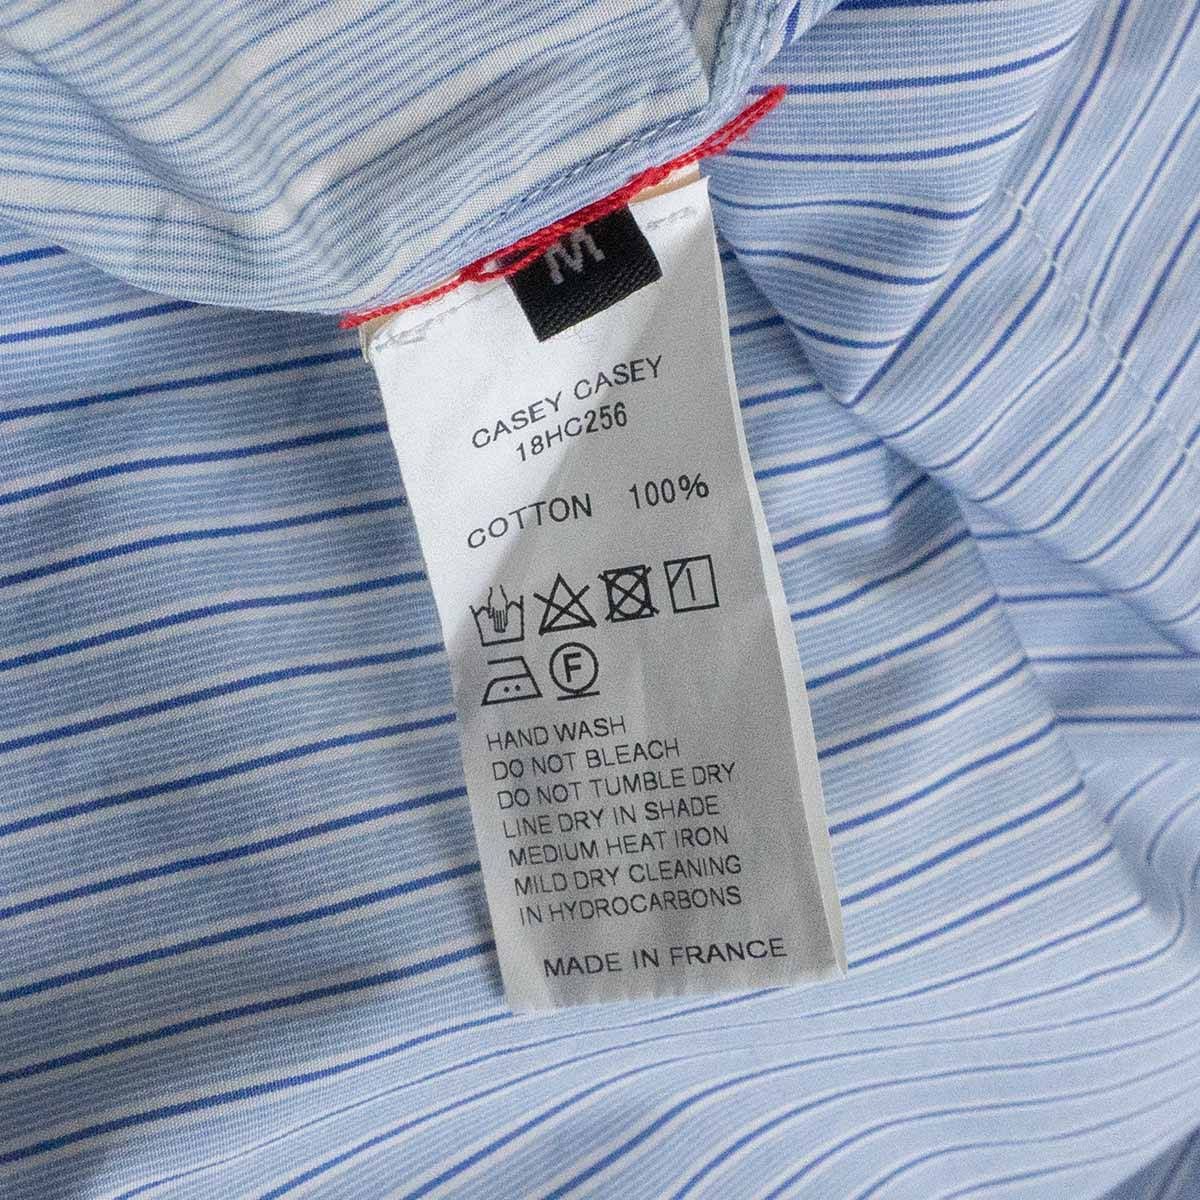 M
CASEY CASEY
18HC256
COTTON 100%
F
HAND WASH
DO NOT BLEACH
DO NOT TUMBLE DRY
LINE DRY IN SHADE
MEDIUM HEAT IRON
MILD DRY CLEANING
IN HYDROCARBONS
MADE IN FRANCE